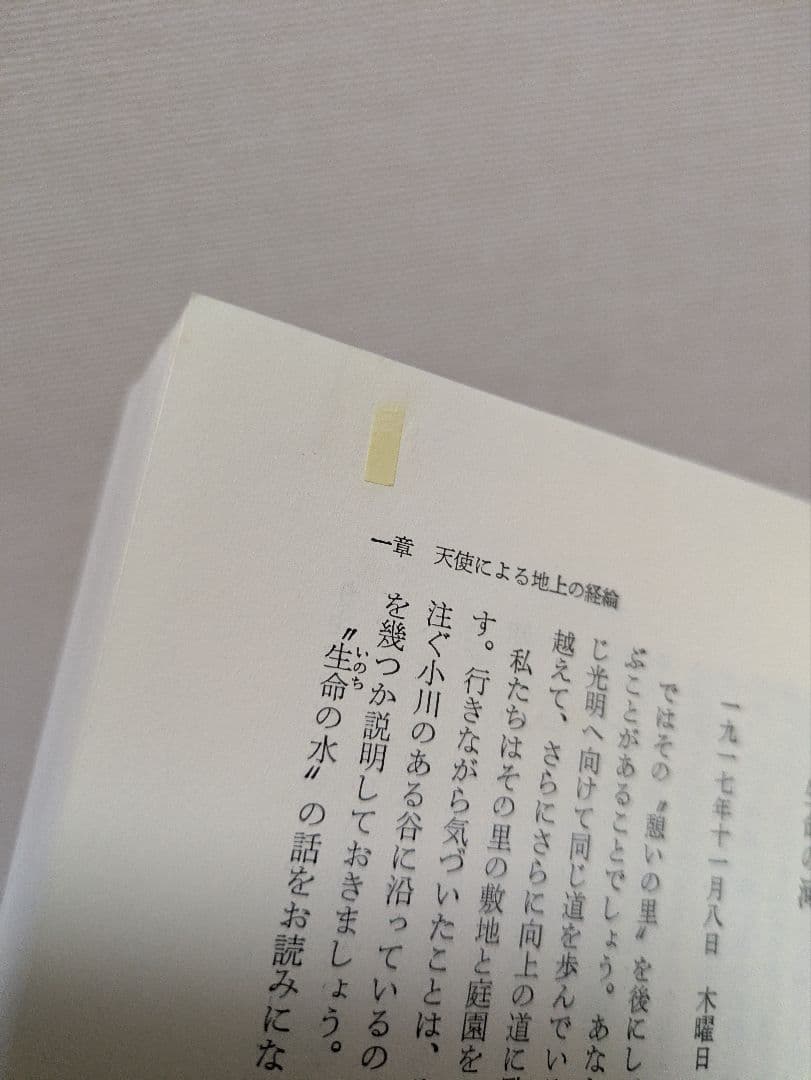 一章　天使による地上の経綸
一九一七年十一月八日　木曜日
ではその〝憩いの里〟を後にし
ぶことがあることでしょう。あな
じ光明へ向けて同じ道を歩んでい
越えて、さらにさらに向上の道に
私たちはその里の敷地と庭園を
す。行きながら気づいたことは、
注ぐ小川のある谷に沿っているの
を幾つか説明しておきましょう。
〝生命の水〟の話をお読みにな
いのち